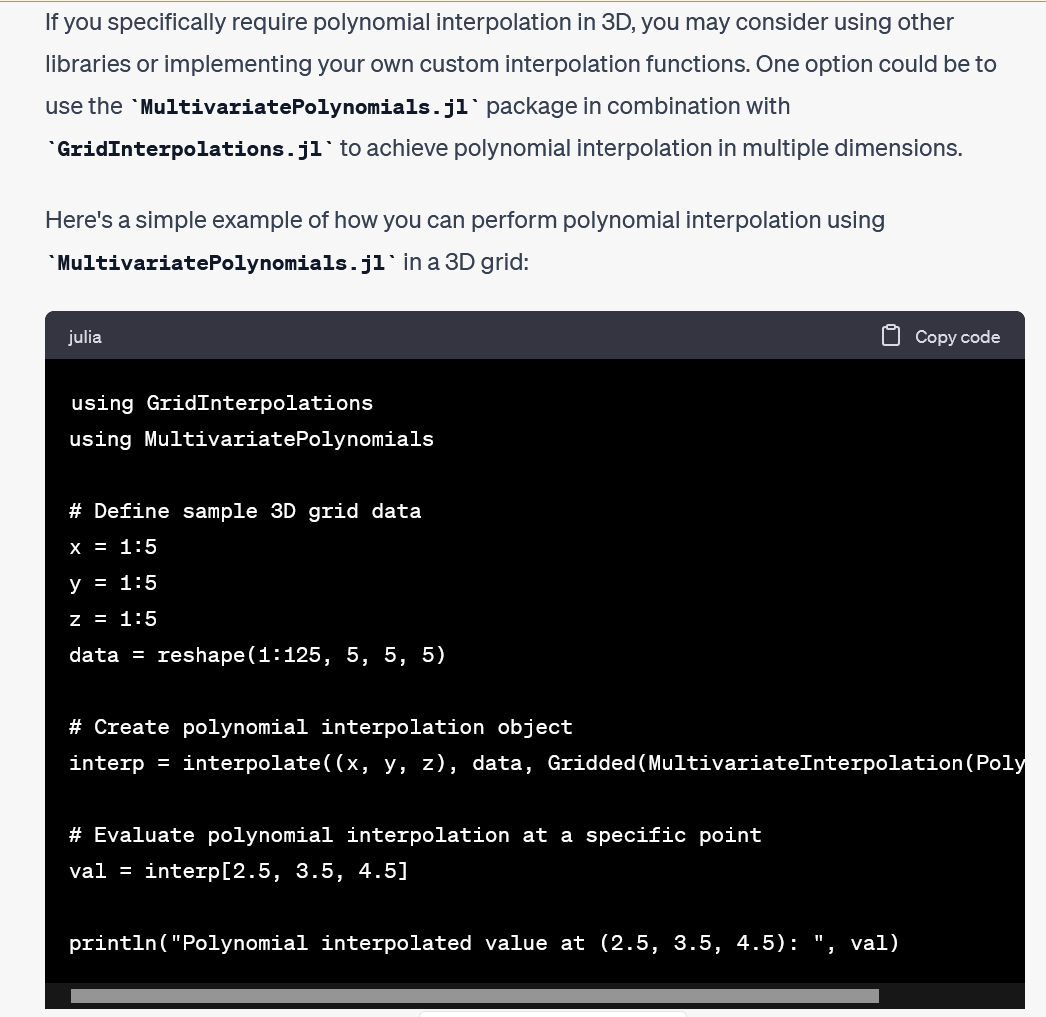 If you specifically require polynomial interpolation in 3D, you may consider using other
libraries or implementing your own custom interpolation functions. One option could be to
use the `MultivariatePolynomials.jl` package in combination with
`GridInterpolations.jl` to achieve polynomial interpolation in multiple dimensions.
Here's a simple example of how you can perform polynomial interpolation using
`MultivariatePolynomials.jl` in a 3D grid:
julia Copy code
using GridInterpolations
using MultivariatePolynomials
# Define sample 3D grid data
x = 1:5
y = 1:5
z = 1:5
data = reshape(1:125, 5, 5, 5)
# Create polynomial interpolation object
interp = interpolate((x, y, z), data, Gridded(MultivariateInterpolation(Poly
# Evaluate polynomial interpolation at a specific point
val = interp[2.5, 3.5, 4.5]
println("Polynomial interpolated value at (2.5, 3.5, 4.5): ", val)